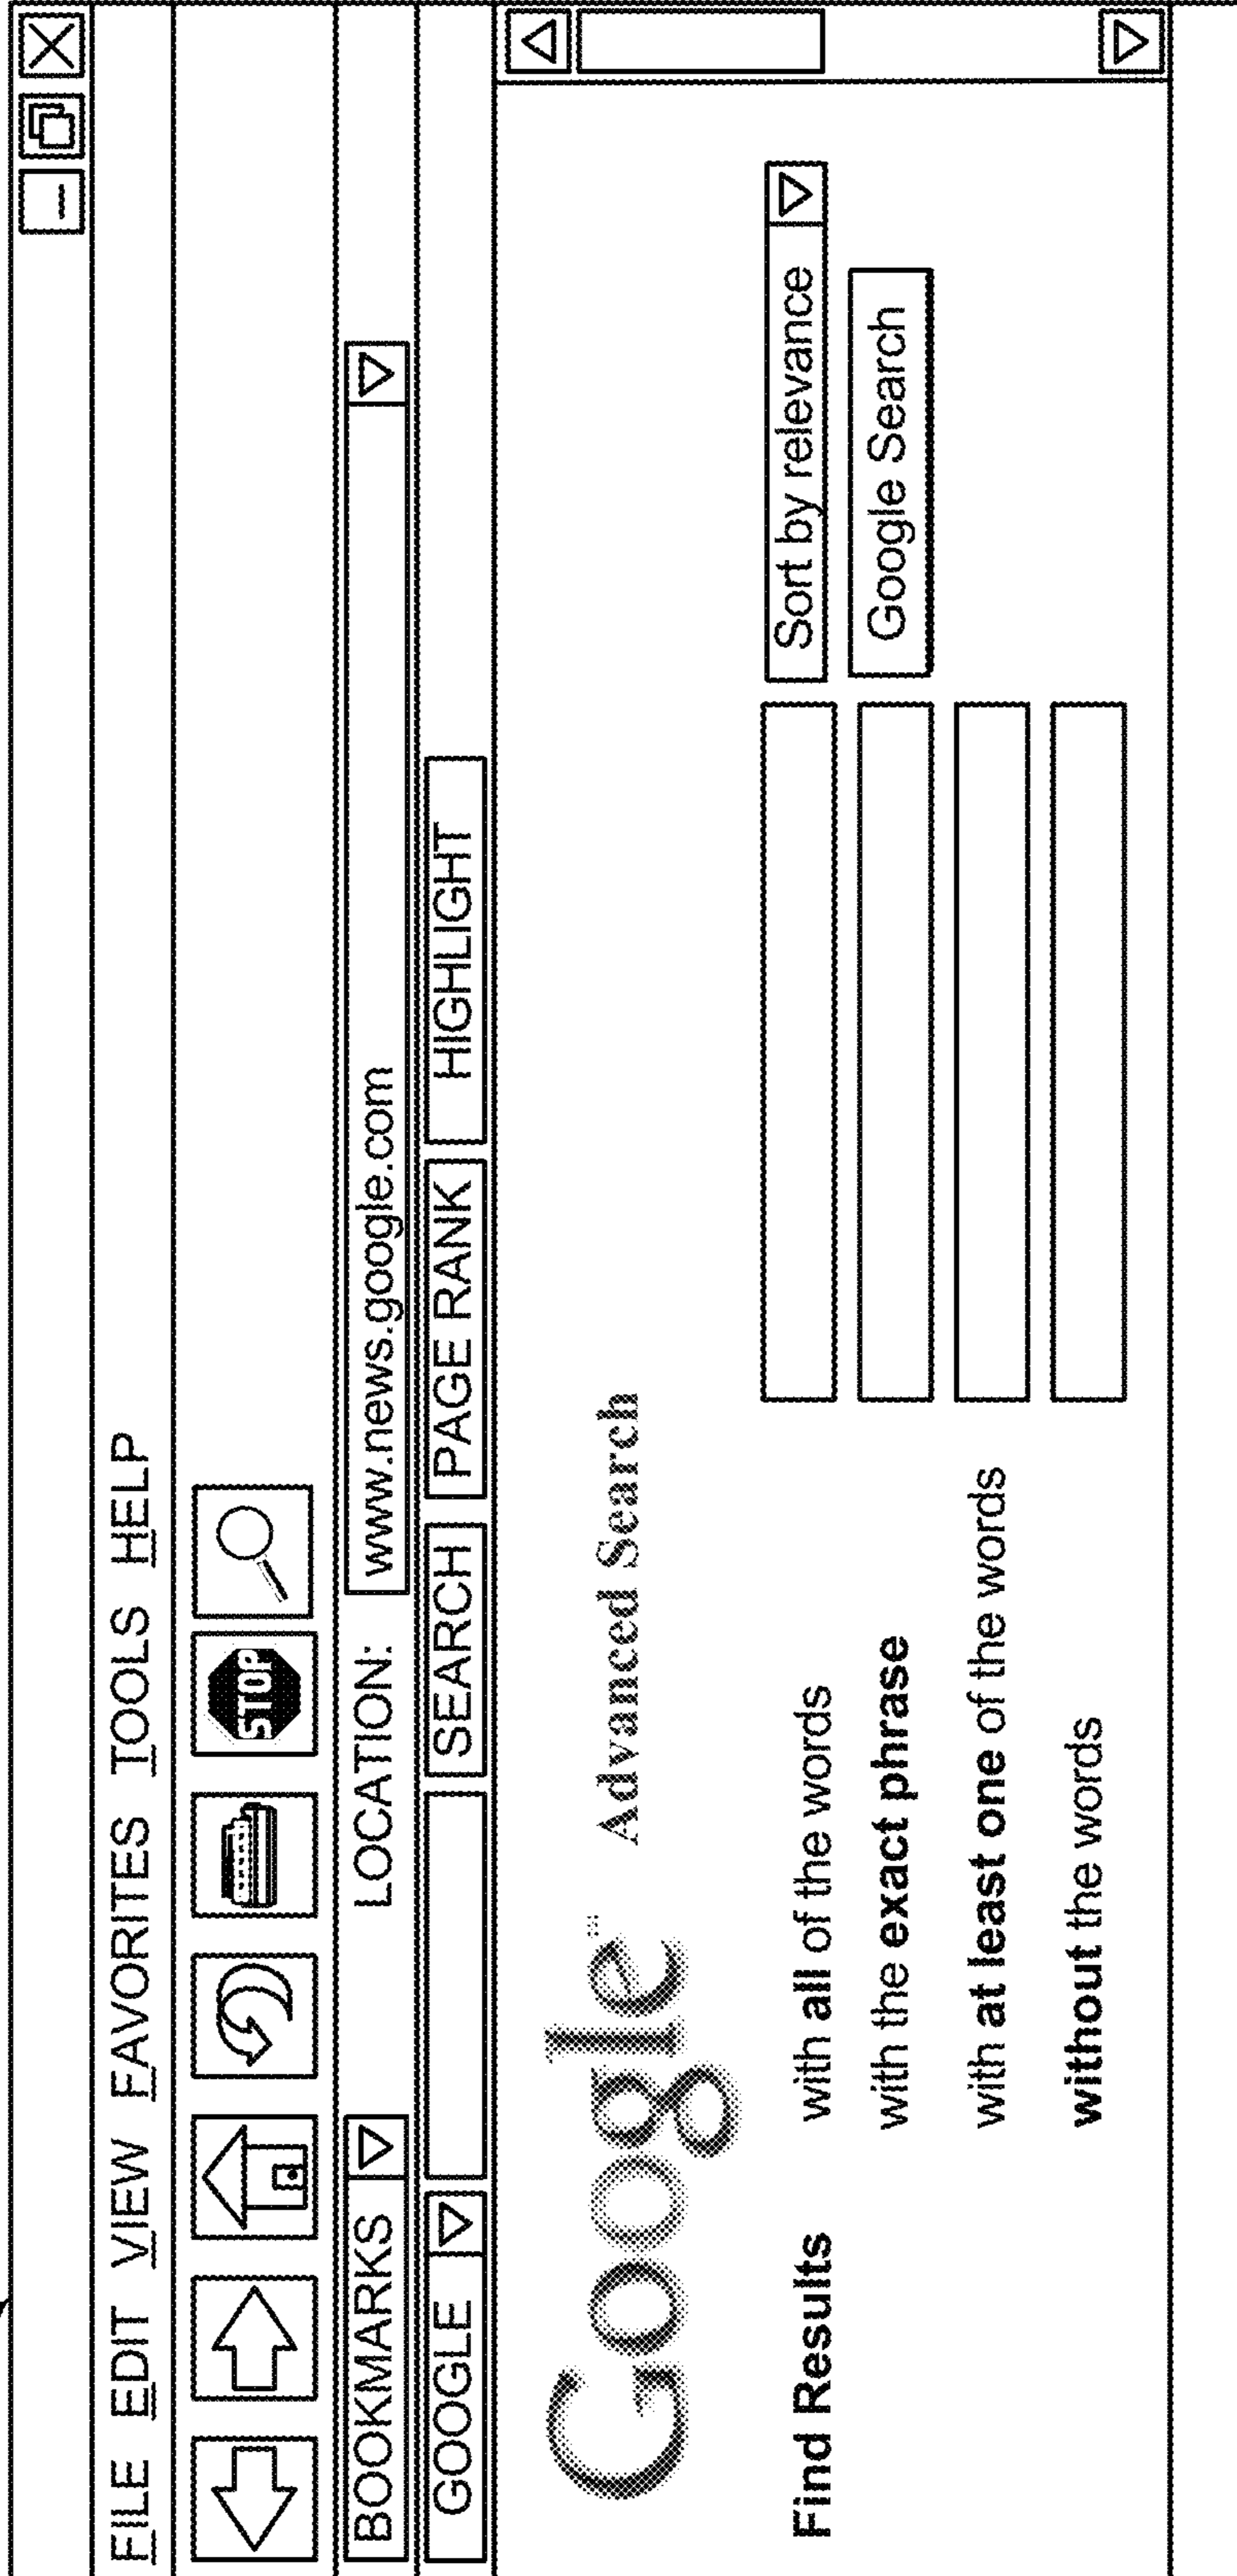 FILE EDIT VIEW FAVORITES TOOLS HELP
STOP
BOOKMARKS LOCATION: www.news.google.com
GOOGLE SEARCH PAGE RANK HIGHLIGHT
Google Advanced Search
Find Results with all of the words Sort by relevance
with the exact phrase Google Search
with at least one of the words
without the words